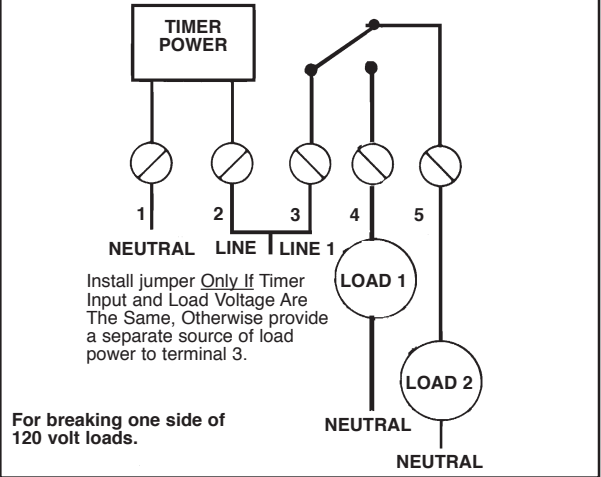 TIMER
POWER
1 2 3 4 5
NEUTRAL LINE LINE 1
LOAD 1
Install jumper Only If Timer
Input and Load Voltage Are
The Same, Otherwise provide
a separate source of load
power to terminal 3.
LOAD 2
For breaking one side of
120 volt loads.
NEUTRAL
NEUTRAL